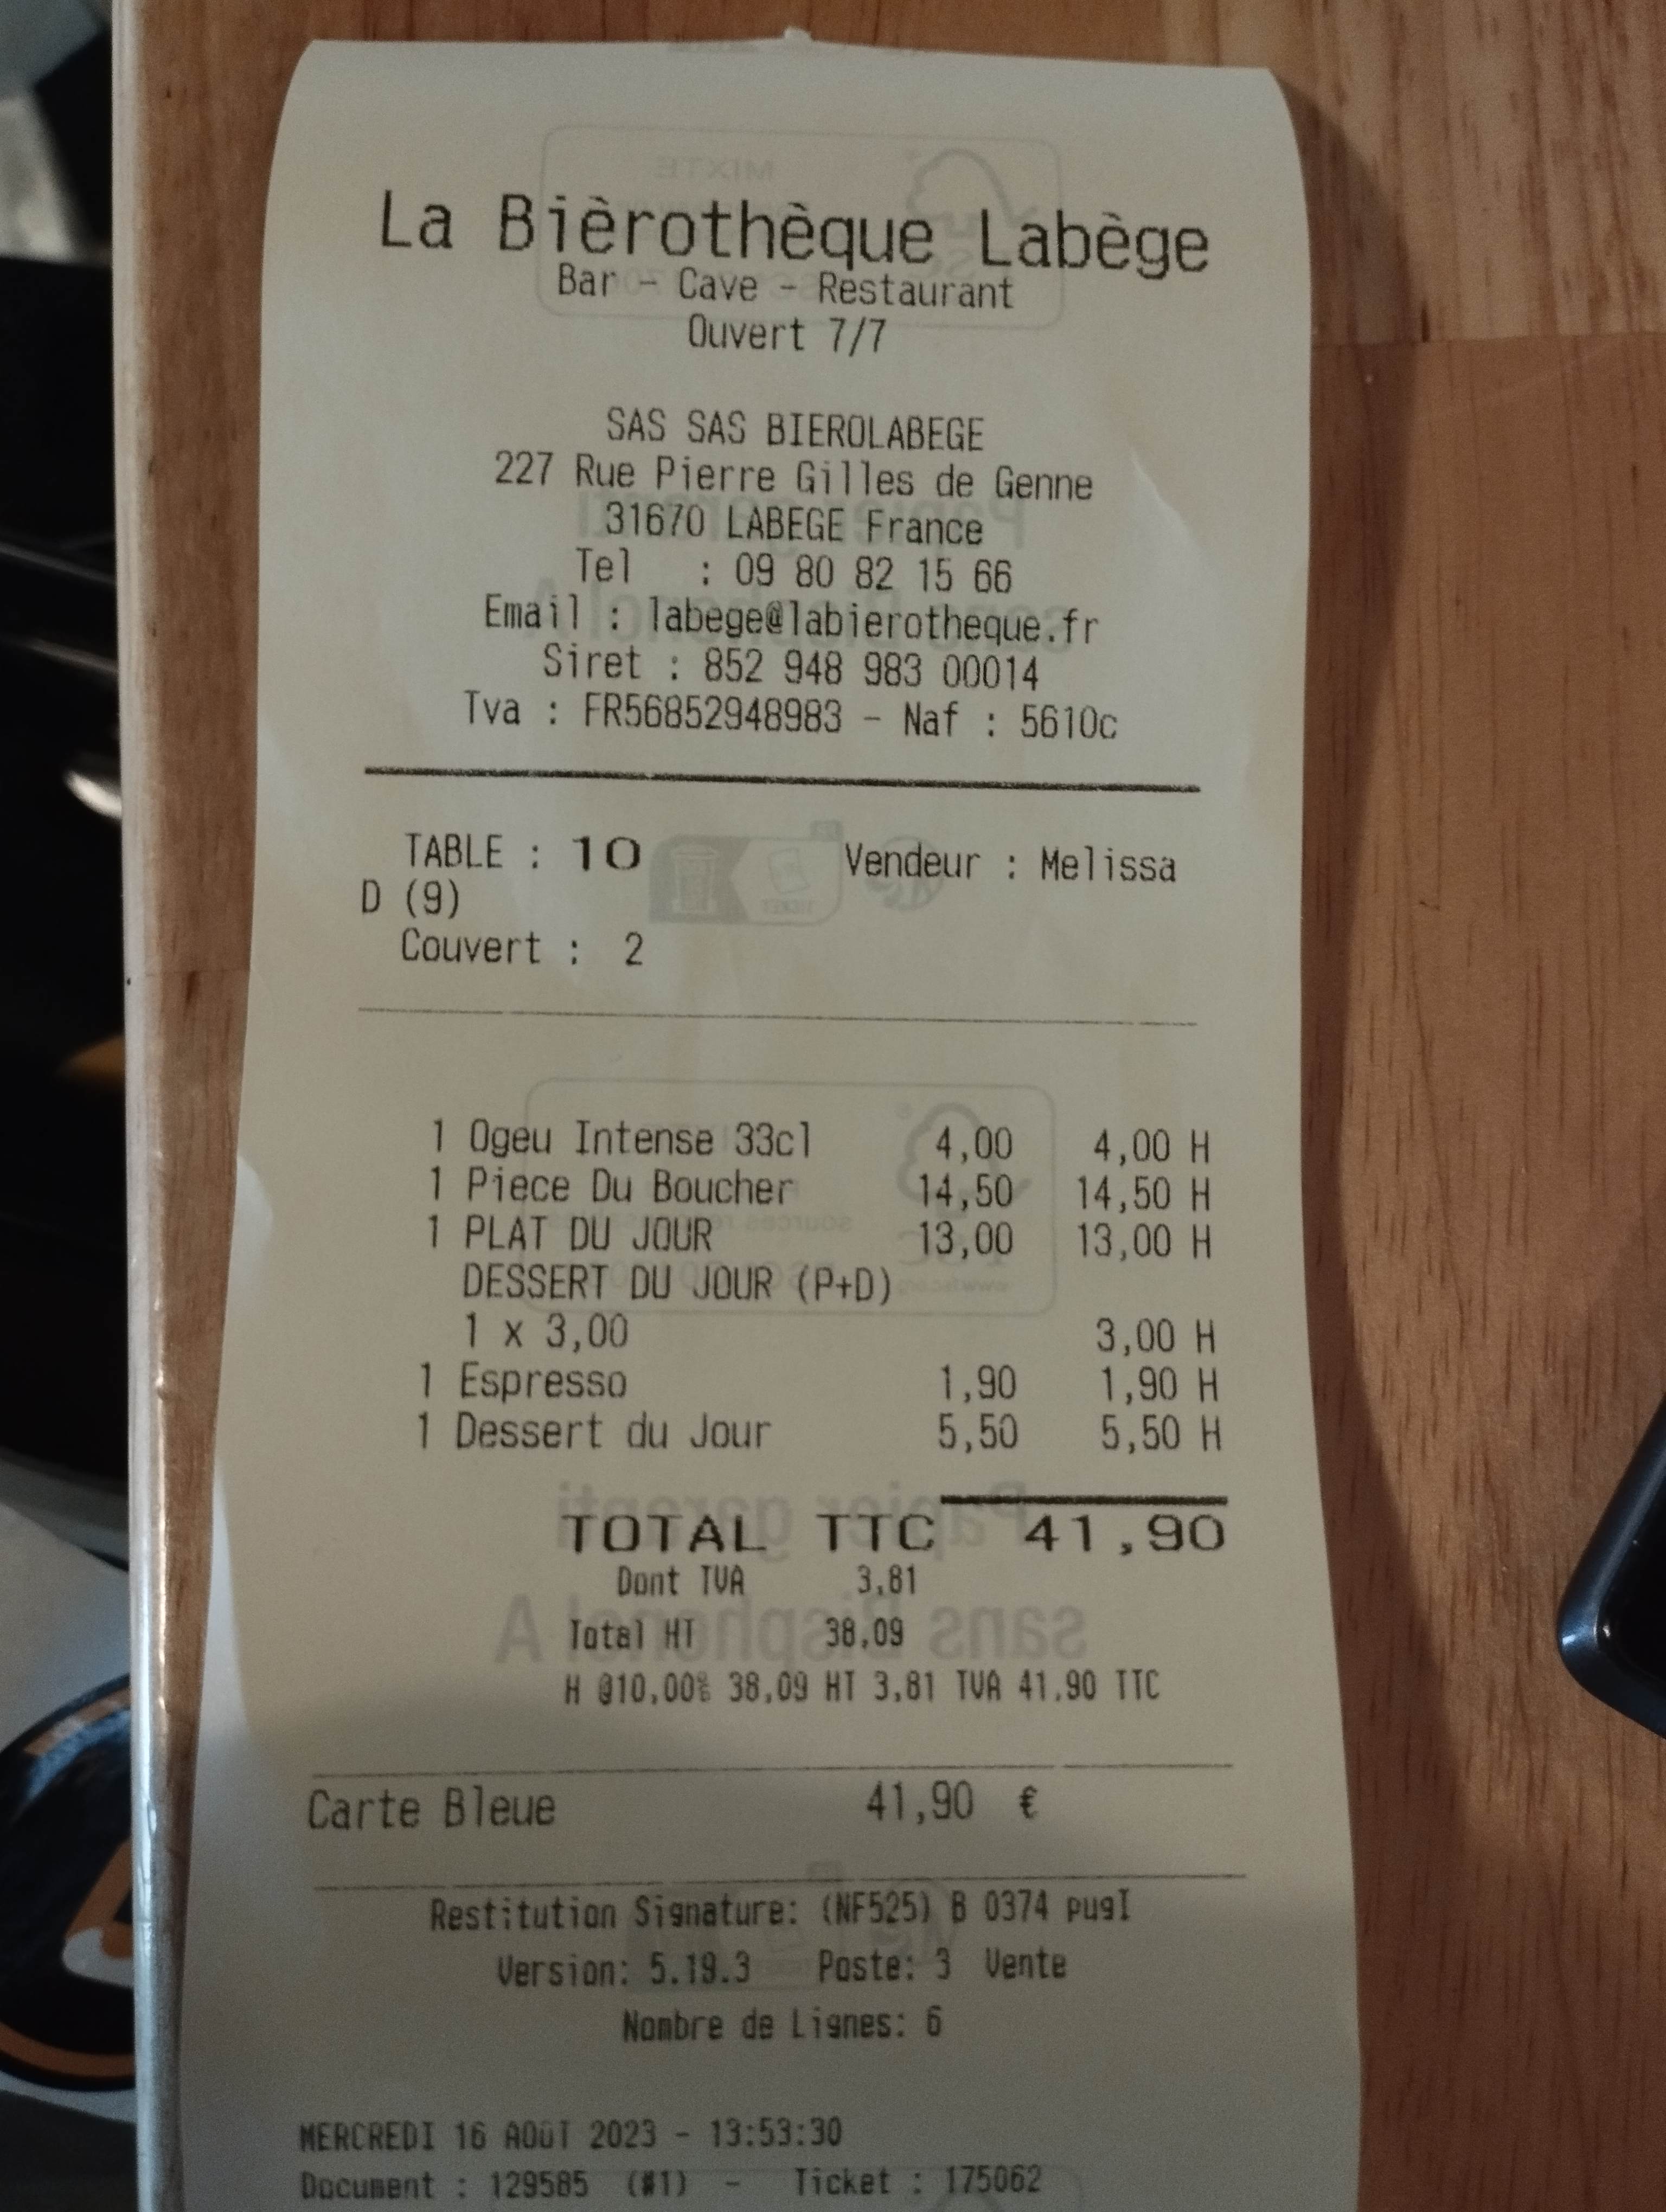 La Bièrothèque Labège
Bar - Cave - Restaurant
Ouvert 7/7
SAS SAS BIEROLABEGE
227 Rue Pierre Gilles de Genne
31670 LABEGE France
Tel : 09 80 82 15 66
Email : labege@labierotheque.fr
Siret : 852 948 983 00014
Tva : FR56852948983 - Naf : 5610c
TABLE : 10 Vendeur : Melissa
D (9)
Couvert : 2
1 Ogeu Intense 33cl 4,00 4,00 H
1 Piece Du Boucher 14,50 14,50 H
1 PLAT DU JOUR 13,00 13,00 H
DESSERT DU JOUR (P+D)
1 x 3,00 3,00 H
1 Espresso 1,90 1,90 H
1 Dessert du Jour 5,50 5,50 H
TOTAL TTC 41,90
Dont TVA 3,81
Total HT 38,09
H @10,00% 38,09 HT 3,81 TVA 41,90 TTC
Carte Bleue 41,90 €
Restitution Signature: (NF525) B 0374 pugI
Version: 5.19.3 Poste: 3 Vente
Nombre de Lignes: 6
MERCREDI 16 AOÛT 2023 - 13:53:30
Document : 129585 (#1) - Ticket : 175062
MIXTE
Papier garanti
sans Bisphenol A